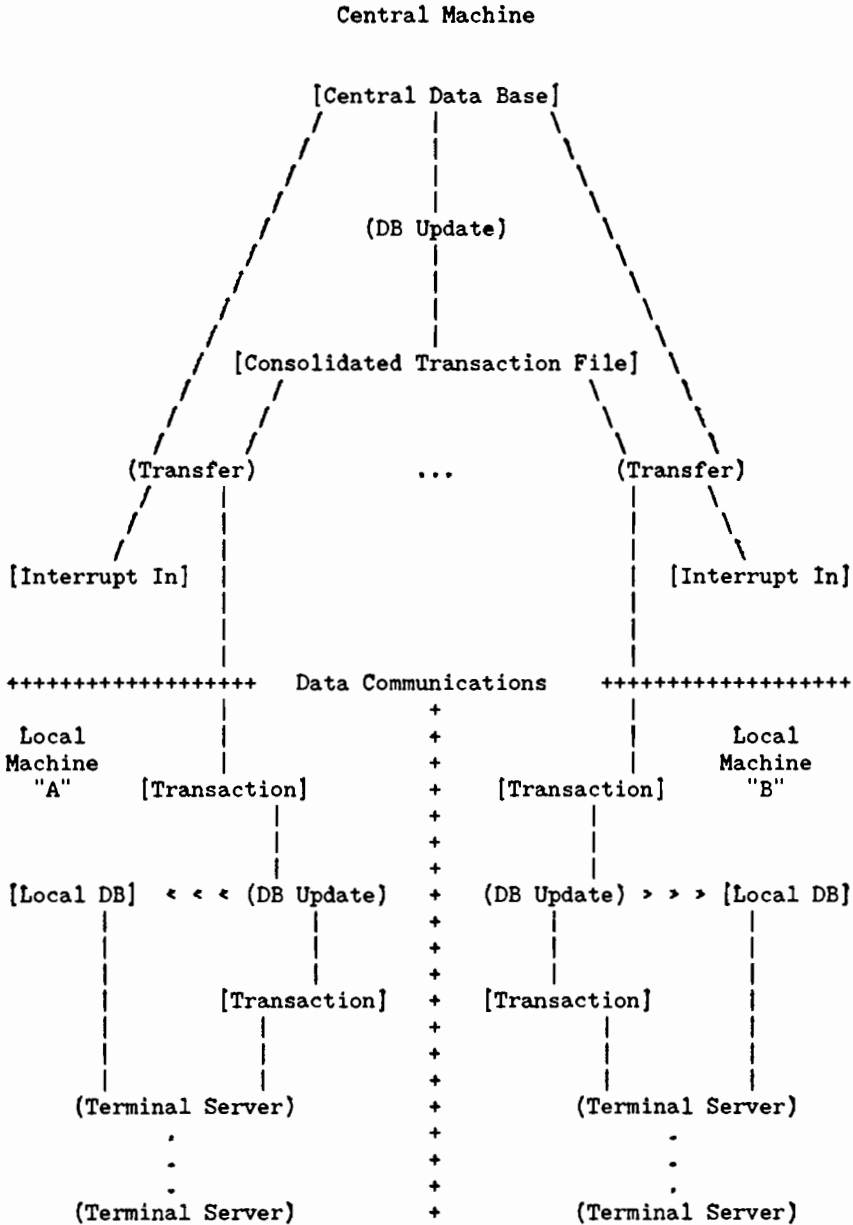 Central Machine
[Central Data Base]
(DB Update)
[Consolidated Transaction File]
(Transfer) ... (Transfer)
[Interrupt In] [Interrupt In]
+++++++++++++++++++ Data Communications +++++++++++++++++++
+
Local + Local
Machine + Machine
"A" [Transaction] + [Transaction] "B"
+
+
+
[Local DB] < < < (DB Update) + (DB Update) > > > [Local DB]
+
+
+
[Transaction] + [Transaction]
+
+
+
(Terminal Server) + (Terminal Server)
. + .
. + .
. + .
(Terminal Server) + (Terminal Server)